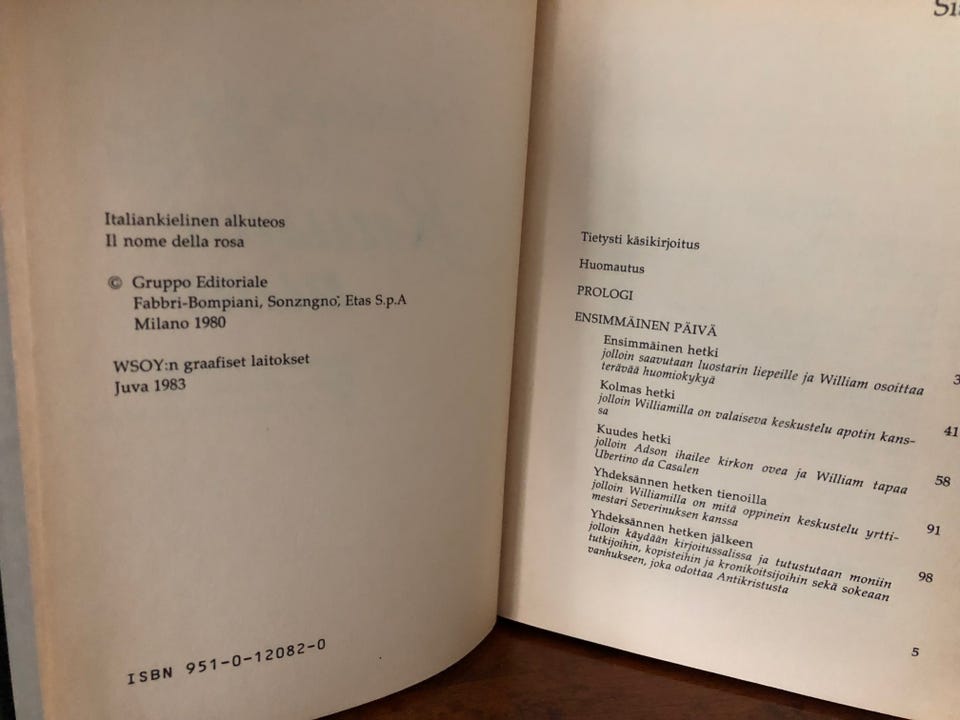 Italiankielinen alkuteos
Il nome della rosa
© Gruppo Editoriale
Fabbri-Bompiani, Sonzngno, Etas S.p.A
Milano 1980
WSOY:n graafiset laitokset
Juva 1983
ISBN 951-0-12082-0
Tietysti käsikirjoitus
Huomautus
PROLOGI
ENSIMMÄINEN PÄIVÄ
Ensimmäinen hetki
jolloin saavutaan luostarin liepeille ja William osoittaa
terävää huomiokykyä
Kolmas hetki
jolloin Williamilla on valaiseva keskustelu apotin kans-
sa 41
Kuudes hetki
jolloin Adson ihailee kirkon ovea ja William tapaa
Ubertino da Casalen 58
Yhdeksännen hetken tienoilla
jolloin Williamilla on mitä oppinein keskustelu yrtti-
mestari Severinuksen kanssa 91
Yhdeksännen hetken jälkeen
jolloin käydään kirjoitussalissa ja tutustutaan moniin
tutkijoihin, kopisteihin ja kronikoitsijoihin sekä sokeaan
vanhukseen, joka odottaa Antikristusta 98
5